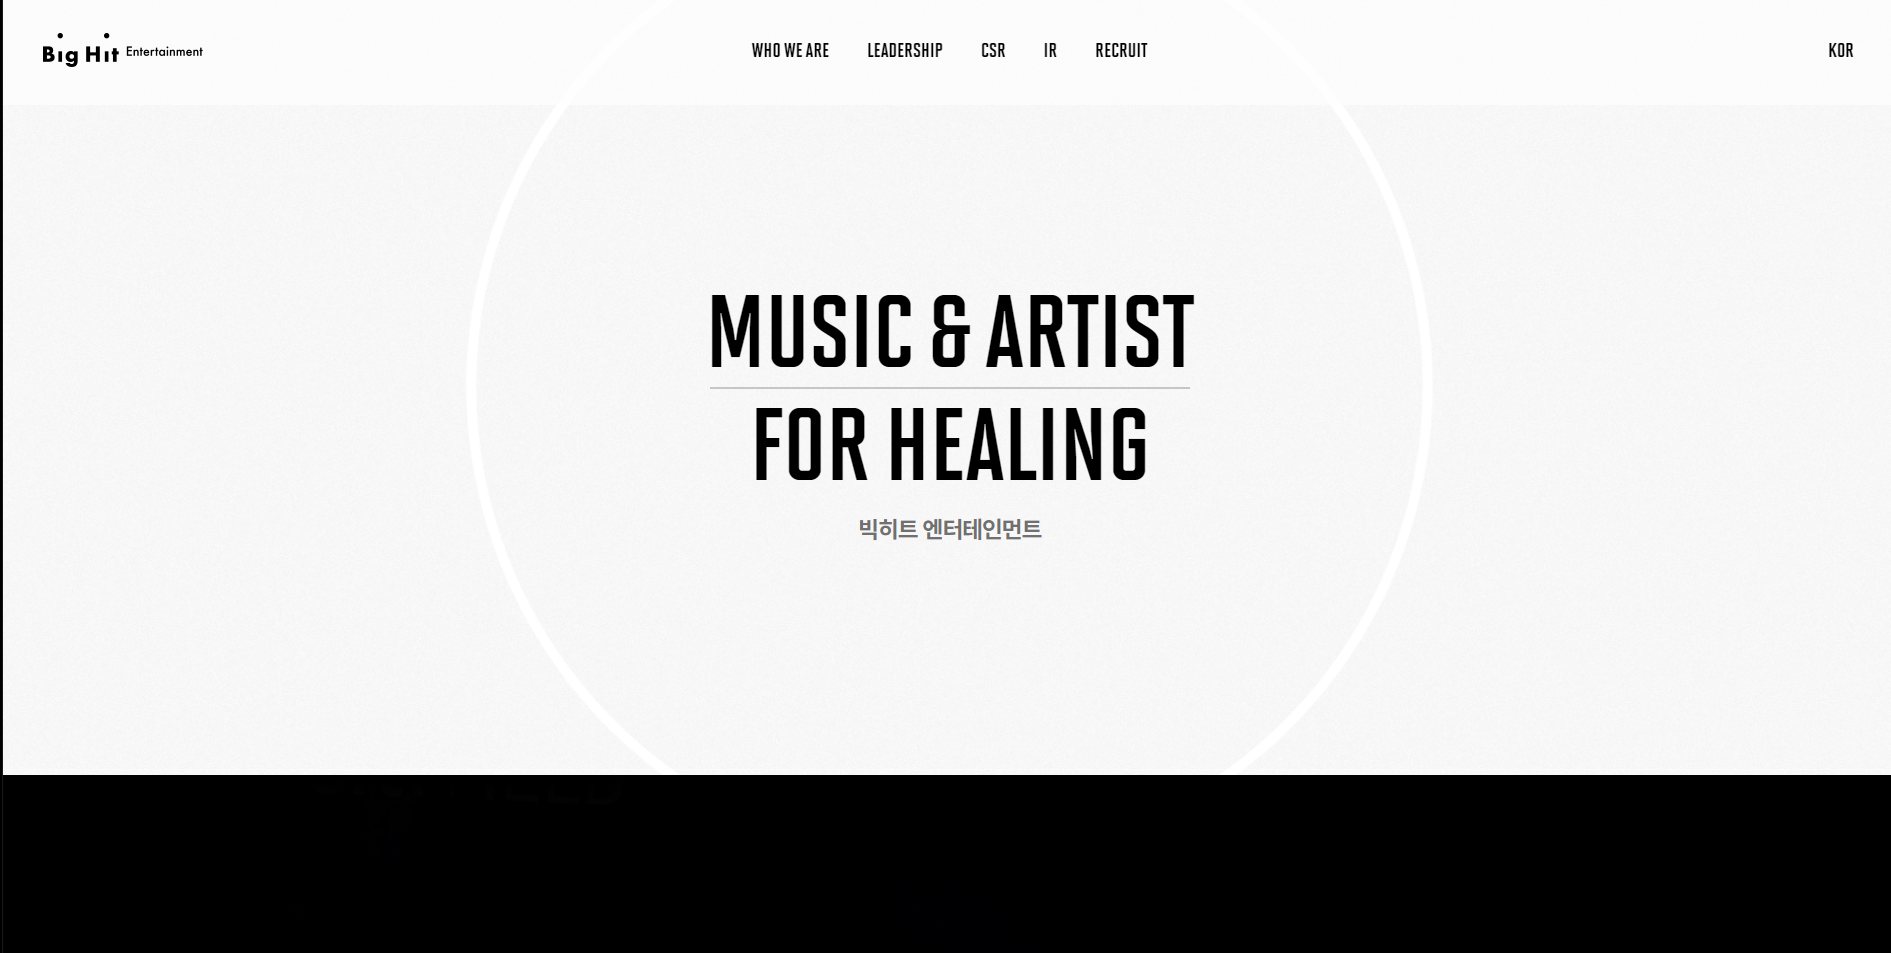 Big Hit Entertainment
WHO WE ARE LEADERSHIP CSR IR RECRUIT
KOR
MUSIC & ARTIST
FOR HEALING
빅히트 엔터테인먼트